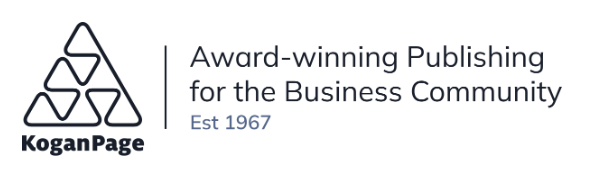 KoganPage
Award-winning Publishing
for the Business Community
Est 1967